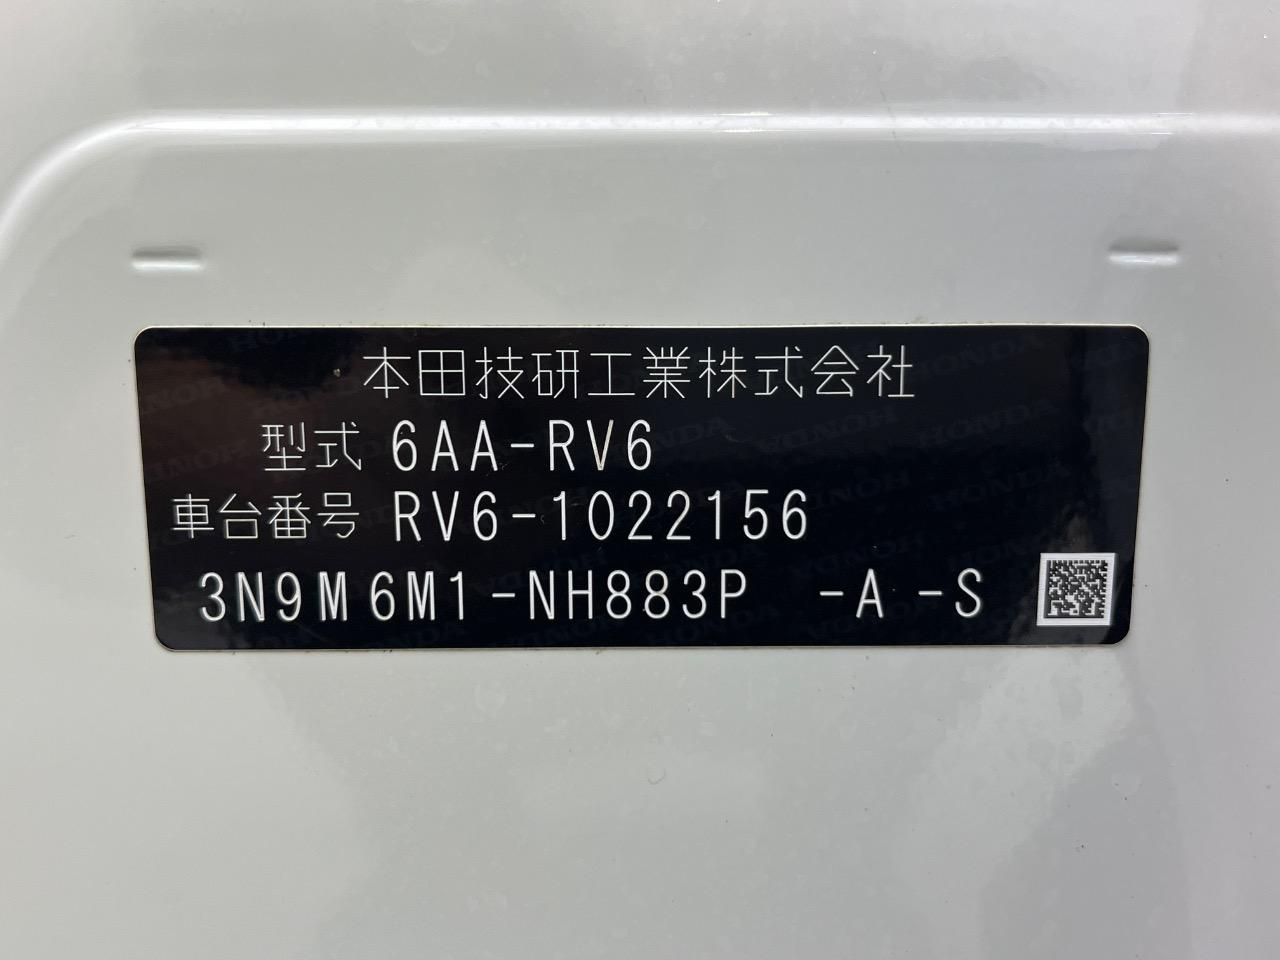 本田技研工業株式会社
型式 6AA-RV6
車台番号 RV6-1022156
3N9M6M1-NH883P -A -S